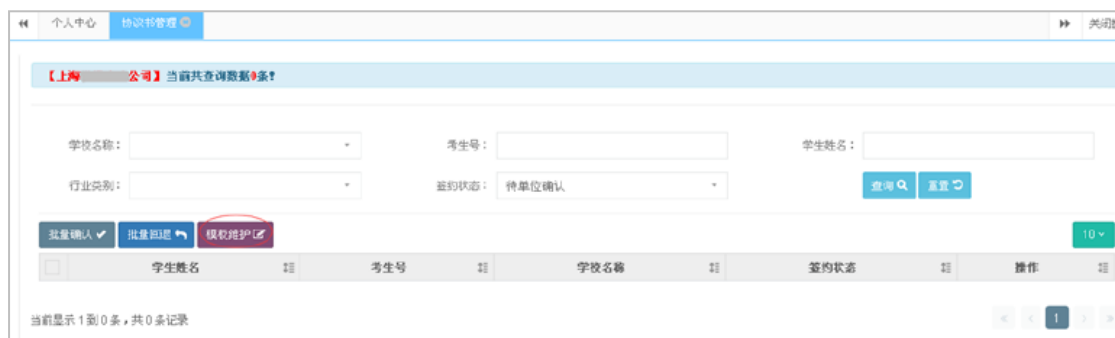 个人中心 协议书管理 关闭
【上海 公司】当前共查询数据0条!
学校名称: 考生号: 学生姓名:
行业类别: 签约状态: 待单位确认 查询 重置
批量确认 批量回退 模板维护 10
学生姓名 考生号 学校名称 签约状态 操作
当前显示 1 到 0 条,共 0 条记录 « ‹ 1 › »